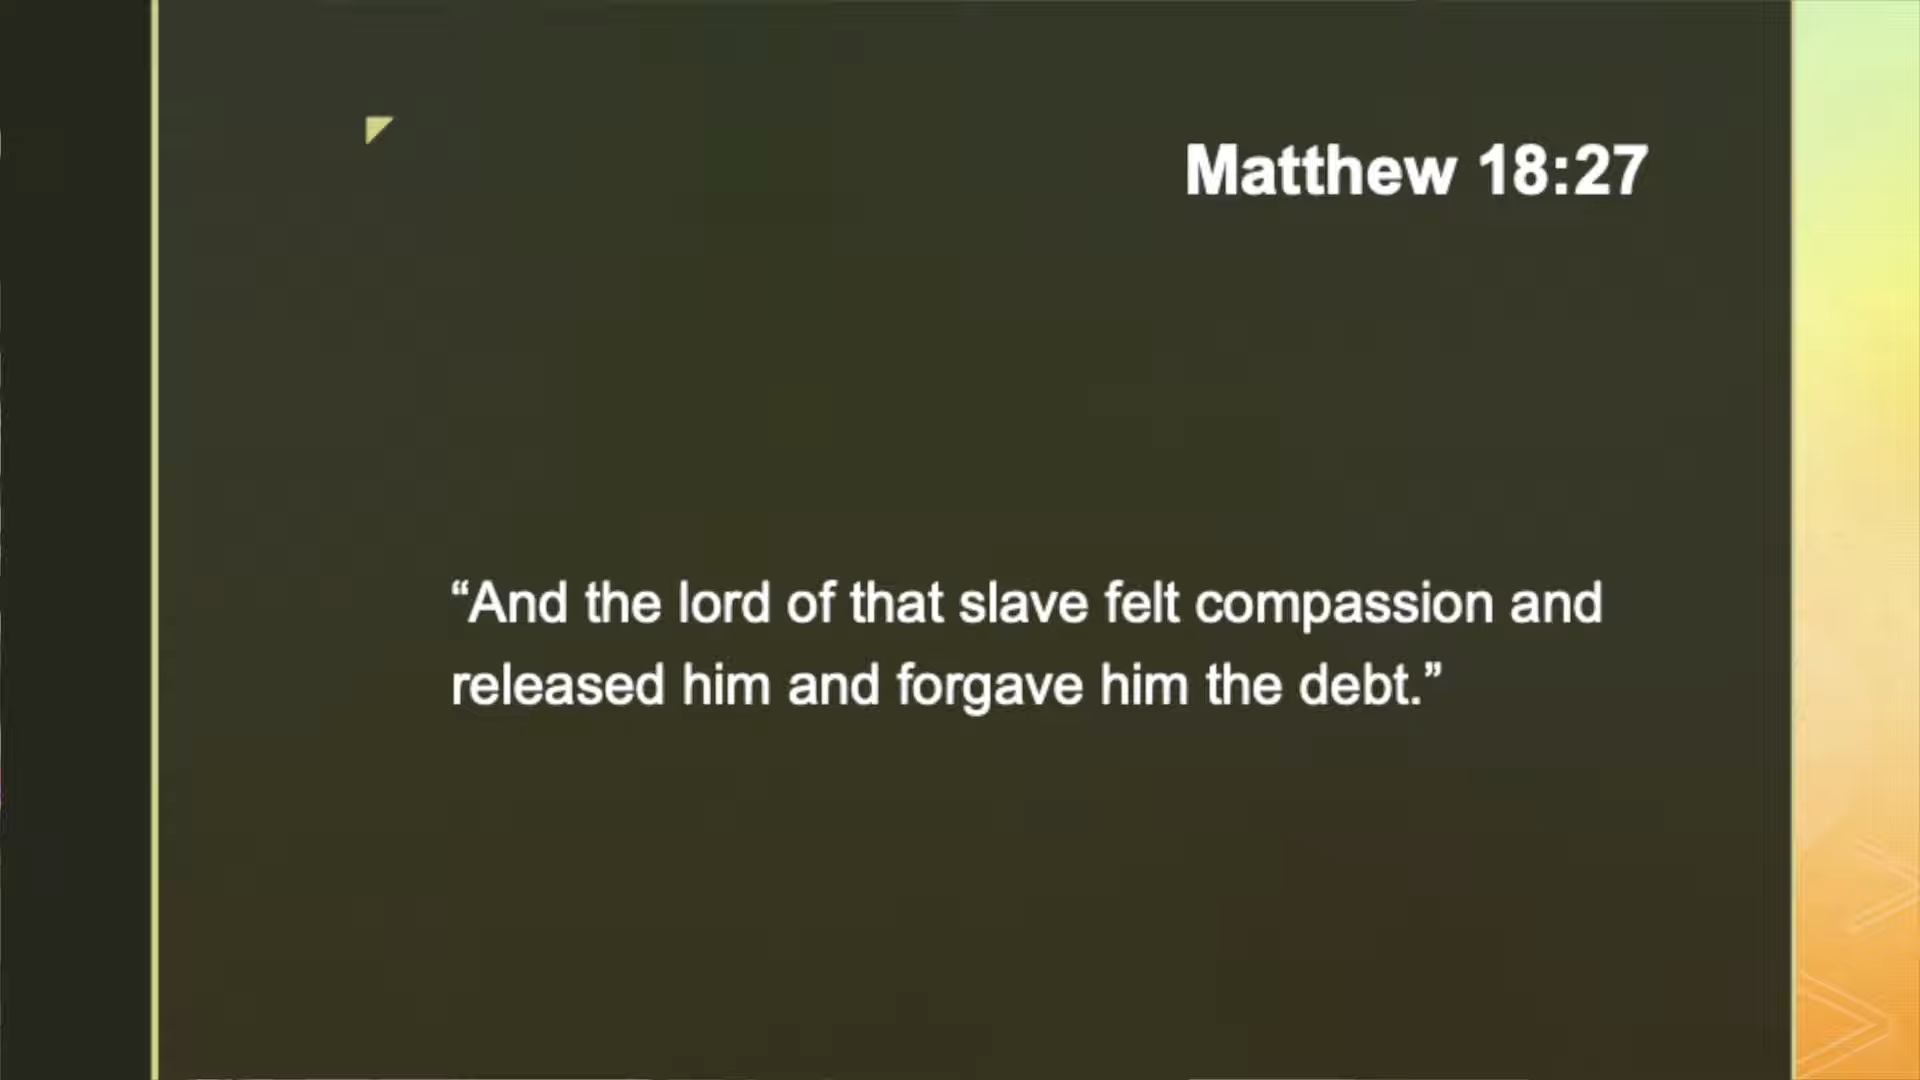 Matthew 18:27
“And the lord of that slave felt compassion and
released him and forgave him the debt.”